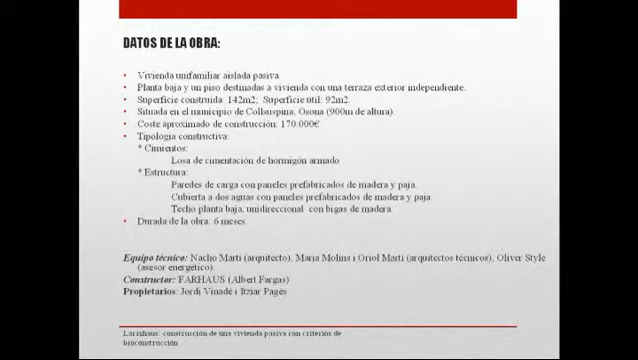 DATOS DE LA OBRA:
• Vivienda unifamiliar aislada pasiva.
• Planta baja y un piso destinadas a vivienda con una terraza exterior independiente.
• Superficie construida: 142m2; Superficie útil: 92m2
• Situada en el municipio de Collsuspina, Osona (900m de altura)
• Coste aproximado de construcción: 170.000€
• Tipología constructiva:
* Cimientos:
Losa de cimentación de hormigón armado
* Estructura:
Paredes de carga con paneles prefabricados de madera y paja.
Cubierta a dos aguas con paneles prefabricados de madera y paja.
Techo planta baja, unidireccional con bigas de madera.
• Durada de la obra: 6 meses.
Equipo técnico: Nacho Martí (arquitecto), Maria Molins i Oriol Martí (arquitectos técnicos), Oliver Style
(asesor energético).
Constructor: FARHAUS (Albert Fargas)
Propietarios: Jordi Vinadé i Itziar Pagès
Larixhaus: construcción de una vivienda pasiva con criterios de
bioconstrucción